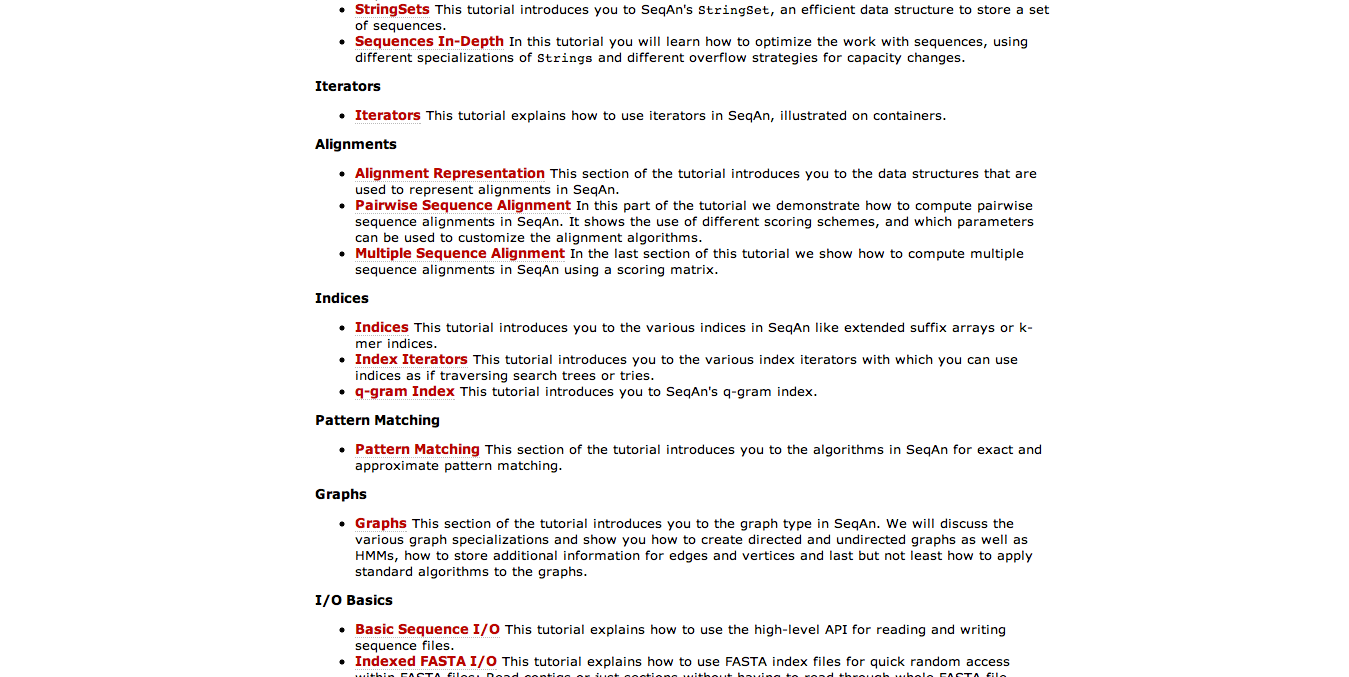 StringSets This tutorial introduces you to SeqAn's StringSet, an efficient data structure to store a set
of sequences.
Sequences In-Depth In this tutorial you will learn how to optimize the work with sequences, using
different specializations of Strings and different overflow strategies for capacity changes.
Iterators
Iterators This tutorial explains how to use iterators in SeqAn, illustrated on containers.
Alignments
Alignment Representation This section of the tutorial introduces you to the data structures that are
used to represent alignments in SeqAn.
Pairwise Sequence Alignment In this part of the tutorial we demonstrate how to compute pairwise
sequence alignments in SeqAn. It shows the use of different scoring schemes, and which parameters
can be used to customize the alignment algorithms.
Multiple Sequence Alignment In the last section of this tutorial we show how to compute multiple
sequence alignments in SeqAn using a scoring matrix.
Indices
Indices This tutorial introduces you to the various indices in SeqAn like extended suffix arrays or k-
mer indices.
Index Iterators This tutorial introduces you to the various index iterators with which you can use
indices as if traversing search trees or tries.
q-gram Index This tutorial introduces you to SeqAn's q-gram index.
Pattern Matching
Pattern Matching This section of the tutorial introduces you to the algorithms in SeqAn for exact and
approximate pattern matching.
Graphs
Graphs This section of the tutorial introduces you to the graph type in SeqAn. We will discuss the
various graph specializations and show you how to create directed and undirected graphs as well as
HMMs, how to store additional information for edges and vertices and last but not least how to apply
standard algorithms to the graphs.
I/O Basics
Basic Sequence I/O This tutorial explains how to use the high-level API for reading and writing
sequence files.
Indexed FASTA I/O This tutorial explains how to use FASTA index files for quick random access
within FASTA files: Read contigs or just sections without having to read through whole FASTA file.